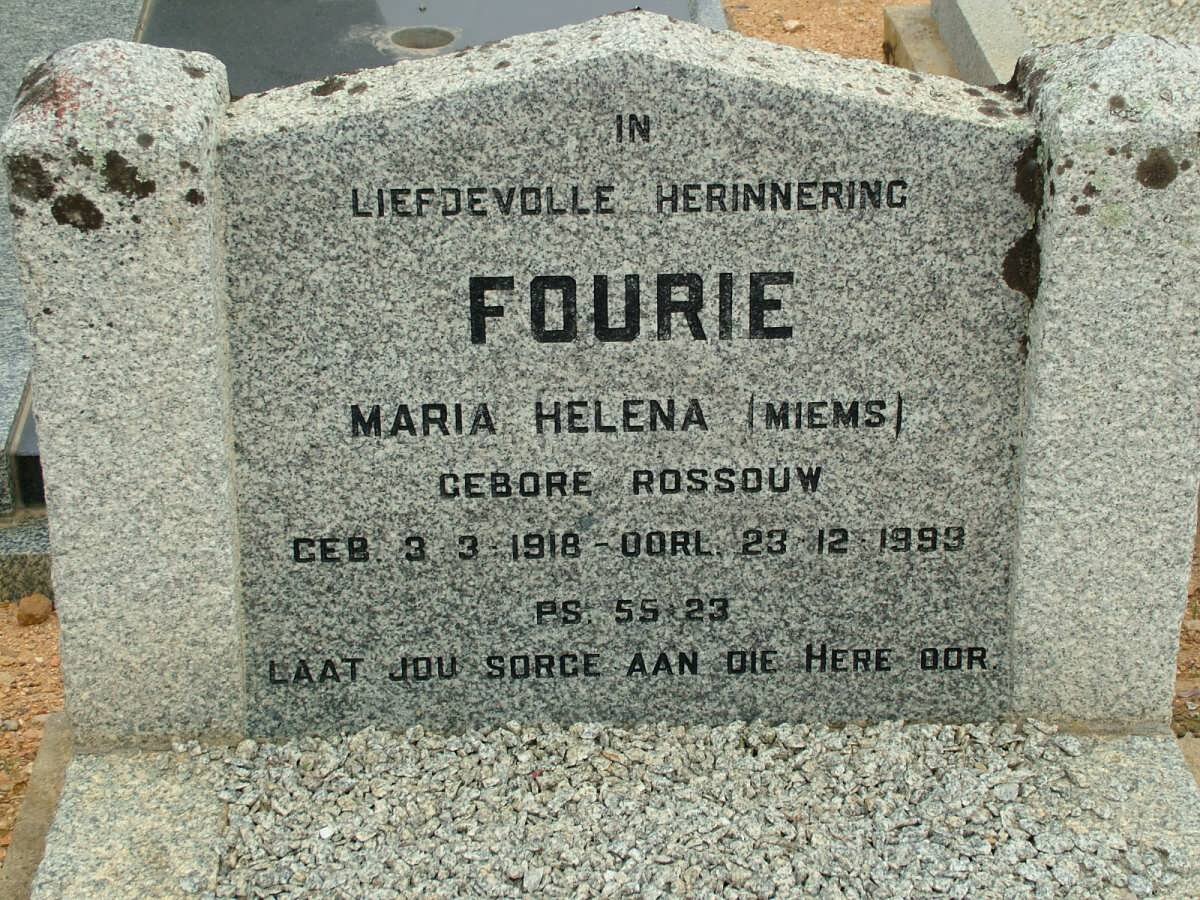 IN
LIEFDEVOLLE HERINNERING
FOURIE
MARIA HELENA (MIEMS)
GEBORE ROSSOUW
GEB. 3·3·1918 – OORL. 23·12·1993
PS. 55:23
LAAT JOU SORGE AAN DIE HERE OOR.